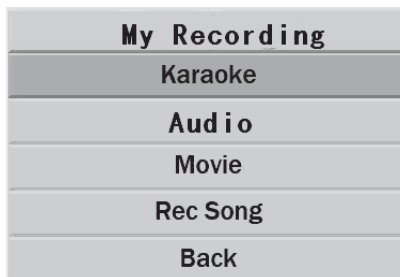 My Recording
Karaoke
Audio
Movie
Rec Song
Back